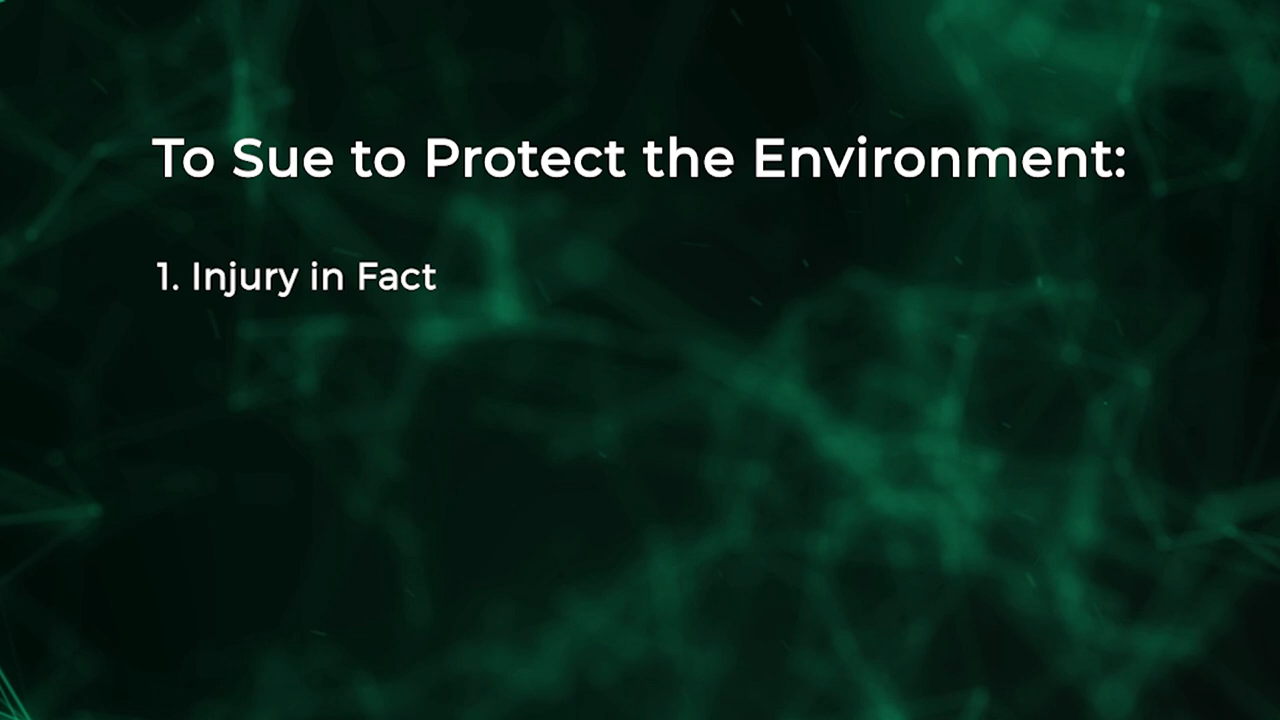 To Sue to Protect the Environment:
1. Injury in Fact